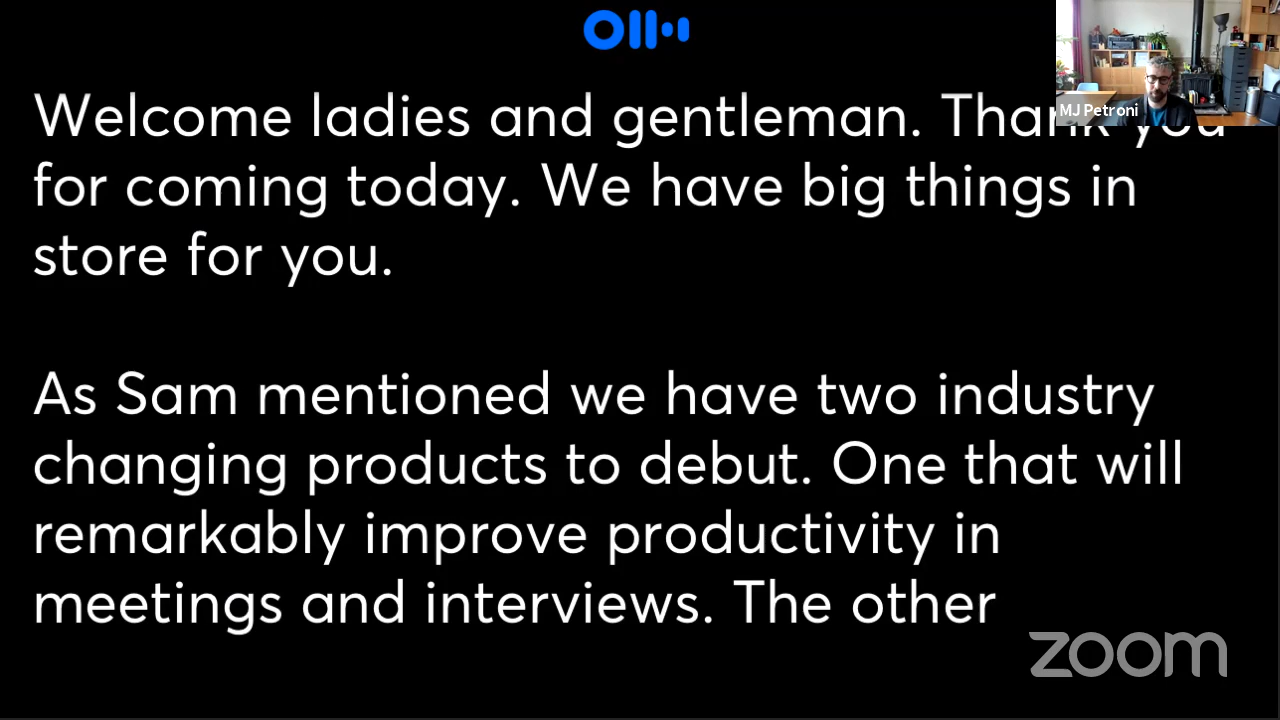 MJ Petroni
Welcome ladies and gentleman. Thank you
for coming today. We have big things in
store for you.
As Sam mentioned we have two industry
changing products to debut. One that will
remarkably improve productivity in
meetings and interviews. The other
zoom